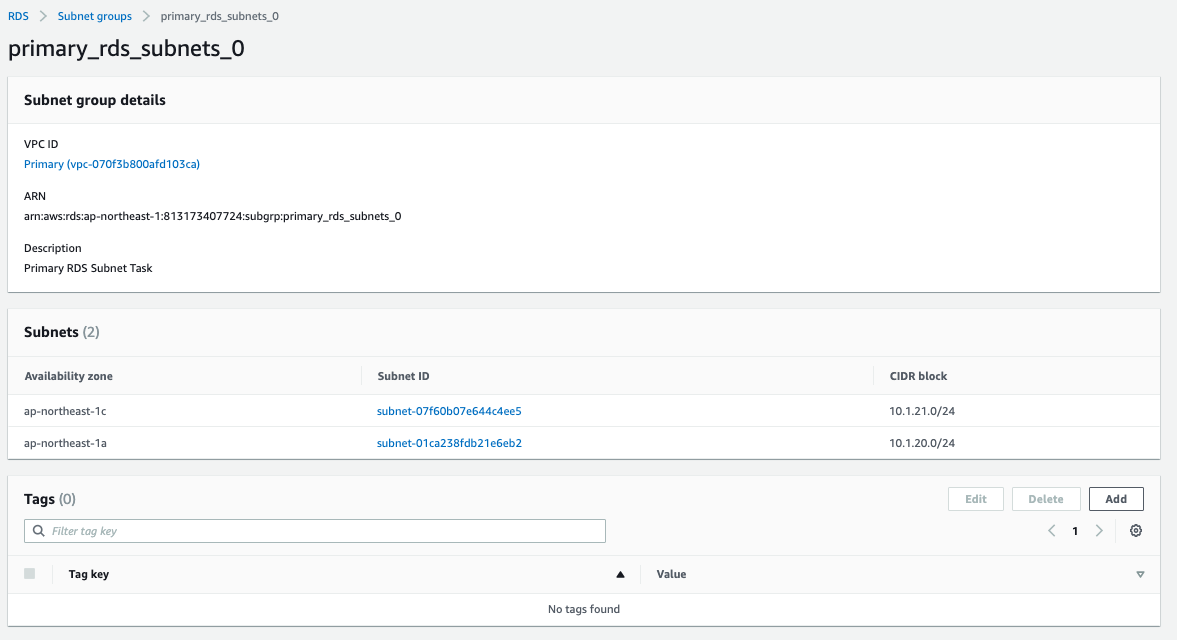 RDS > Subnet groups > primary_rds_subnets_0
primary_rds_subnets_0
Subnet group details
VPC ID
Primary (vpc-070f3b800afd103ca)
ARN
arn:aws:rds:ap-northeast-1:813173407724:subgrp:primary_rds_subnets_0
Description
Primary RDS Subnet Task
Subnets (2)
Availability zone Subnet ID CIDR block
ap-northeast-1c subnet-07f60b07e644c4ee5 10.1.21.0/24
ap-northeast-1a subnet-01ca238fdb21e6eb2 10.1.20.0/24
Tags (0) Edit Delete Add
Filter tag key 1
Tag key Value
No tags found